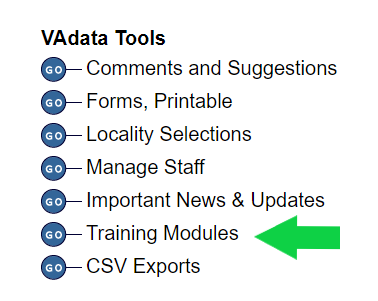 VAdata Tools
GO Comments and Suggestions
GO Forms, Printable
GO Locality Selections
GO Manage Staff
GO Important News & Updates
GO Training Modules
GO CSV Exports